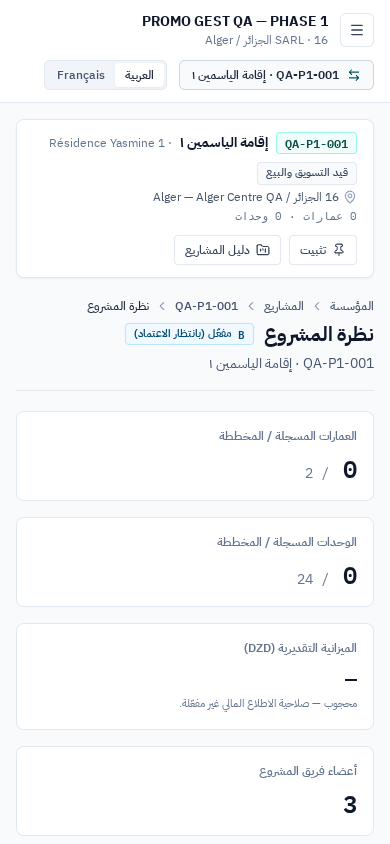 PROMO GEST QA — PHASE 1
SARL · 16 الجزائر / Alger
QA-P1-001 · إقامة الياسمين ١
العربية Français
QA-P1-001 إقامة الياسمين ١ · Résidence Yasmine 1
قيد التسويق والبيع
16 الجزائر / Alger — Alger Centre QA
0 عمارات · 0 وحدات
تثبيت دليل المشاريع
المؤسسة المشاريع QA-P1-001 نظرة المشروع
نظرة المشروع B مفعّل (بانتظار الاعتماد)
QA-P1-001 · إقامة الياسمين ١
العمارات المسجلة / المخططة
0 / 2
الوحدات المسجلة / المخططة
0 / 24
الميزانية التقديرية (DZD)
—
محجوب — صلاحية الاطلاع المالي غير مفعّلة.
أعضاء فريق المشروع
3